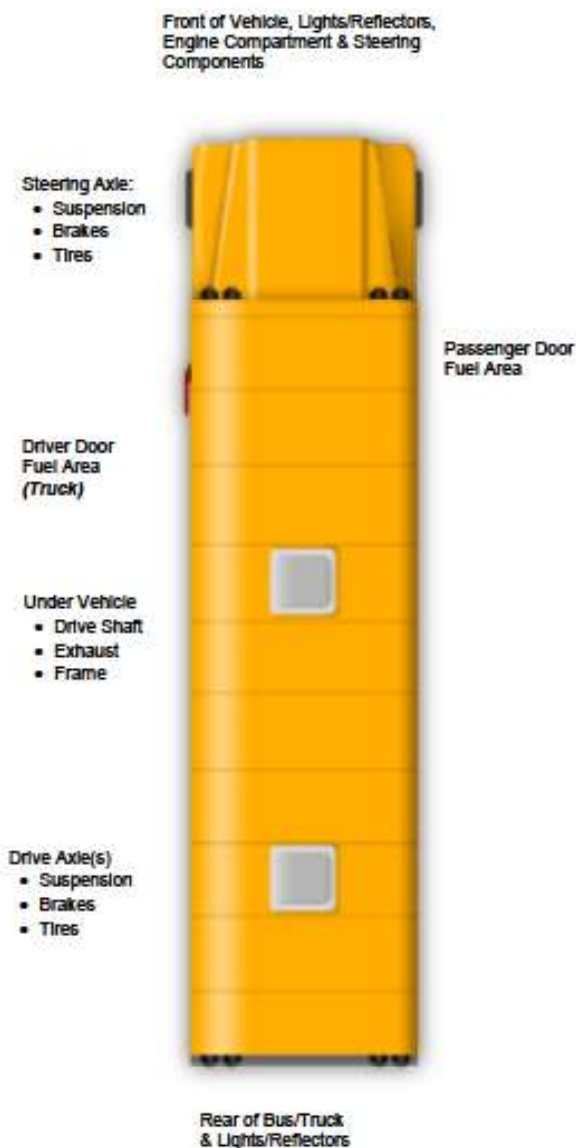 Front of Vehicle, Lights/Reflectors,
Engine Compartment & Steering
Components
Steering Axle:
• Suspension
• Brakes
• Tires
Passenger Door
Fuel Area
Driver Door
Fuel Area
(Truck)
Under Vehicle
• Drive Shaft
• Exhaust
• Frame
Drive Axle(s)
• Suspension
• Brakes
• Tires
Rear of Bus/Truck
& Lights/Reflectors